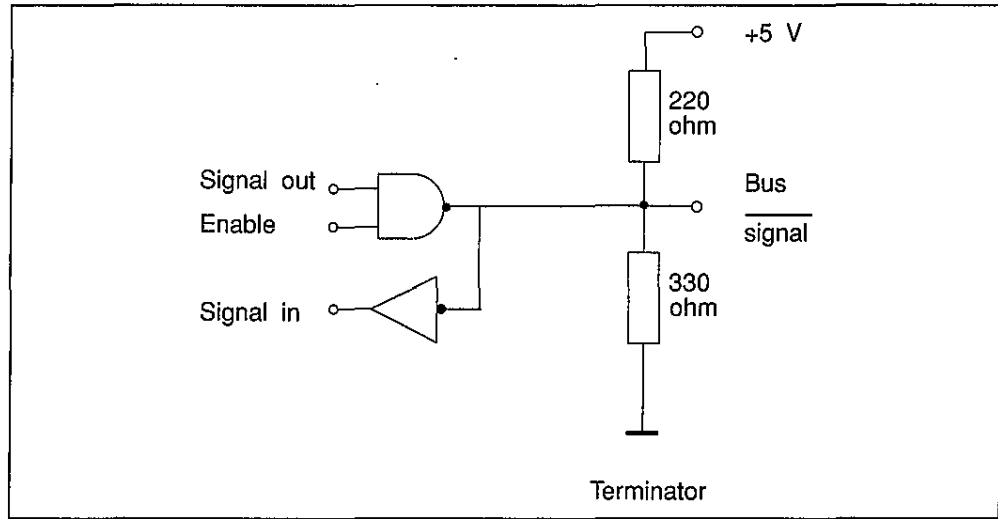 +5 V
220
ohm
Signal out
Enable
Bus
signal
330
ohm
Signal in
Terminator